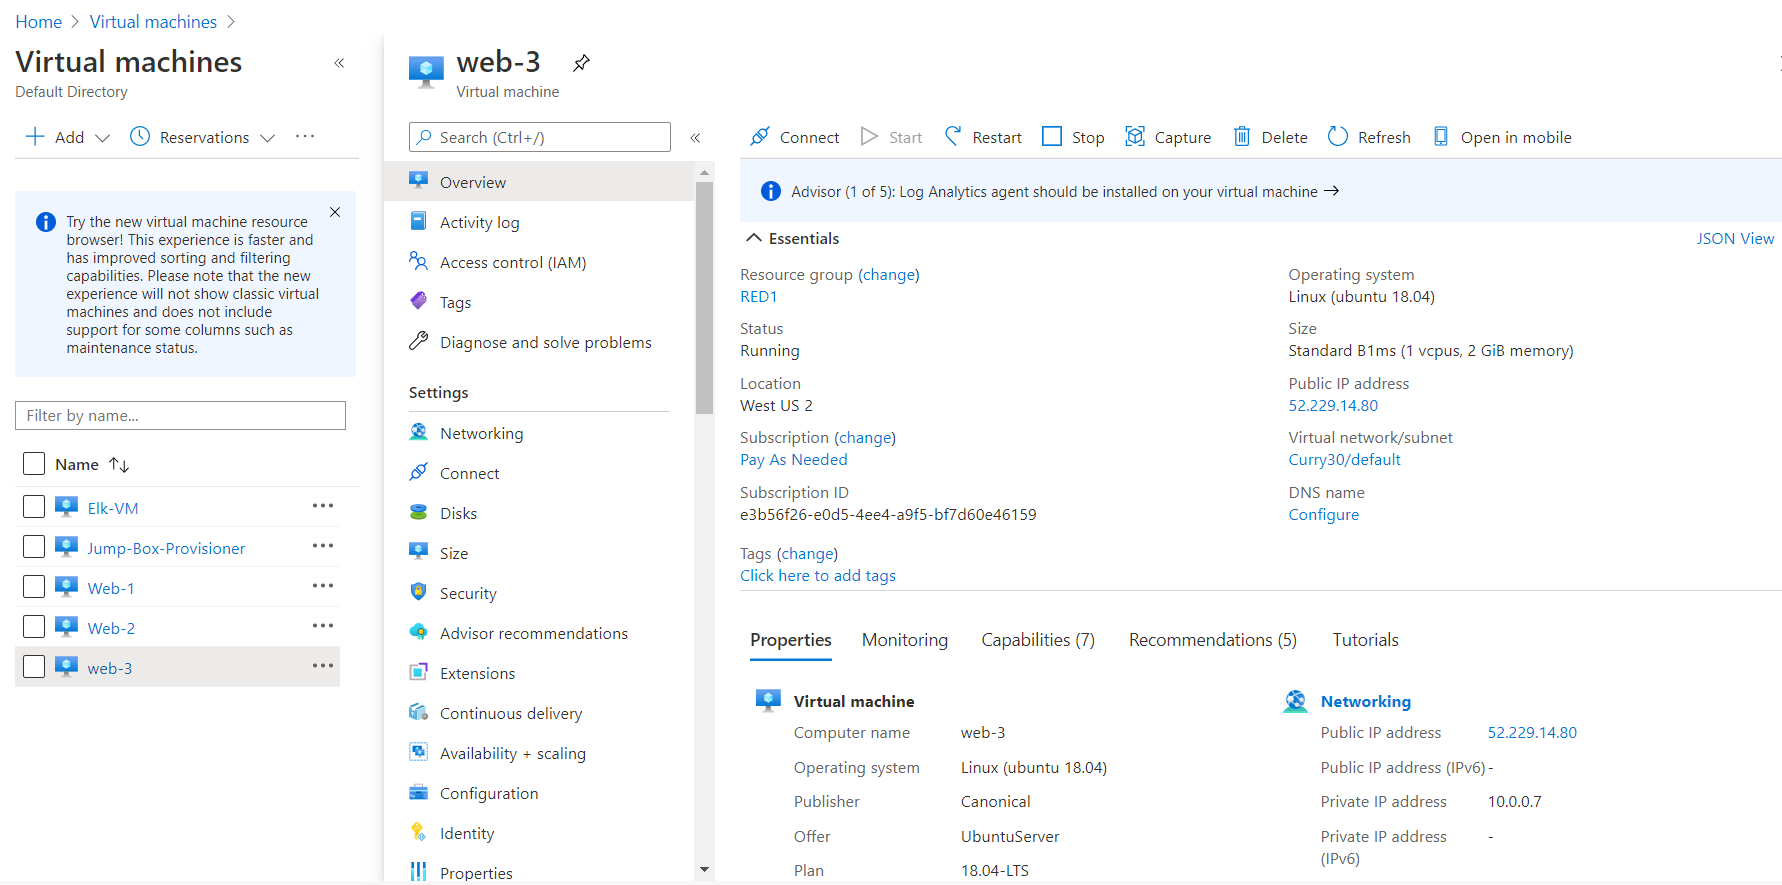 Home > Virtual machines >
Virtual machines «
Default Directory
Add Reservations ...
Try the new virtual machine resource
browser! This experience is faster and
has improved sorting and filtering
capabilities. Please note that the new
experience will not show classic virtual
machines and does not include
support for some columns such as
maintenance status.
Filter by name...
Name
Elk-VM ...
Jump-Box-Provisioner ...
Web-1 ...
Web-2 ...
web-3 ...
web-3
Virtual machine
Search (Ctrl+/) «
Overview
Activity log
Access control (IAM)
Tags
Diagnose and solve problems
Settings
Networking
Connect
Disks
Size
Security
Advisor recommendations
Extensions
Continuous delivery
Availability + scaling
Configuration
Identity
Properties
Connect Start Restart Stop Capture Delete Refresh Open in mobile
Advisor (1 of 5): Log Analytics agent should be installed on your virtual machine →
Essentials JSON View
Resource group (change)
RED1
Status
Running
Location
West US 2
Subscription (change)
Pay As Needed
Subscription ID
e3b56f26-e0d5-4ee4-a9f5-bf7d60e46159
Tags (change)
Click here to add tags
Operating system
Linux (ubuntu 18.04)
Size
Standard B1ms (1 vcpus, 2 GiB memory)
Public IP address
52.229.14.80
Virtual network/subnet
Curry30/default
DNS name
Configure
Properties Monitoring Capabilities (7) Recommendations (5) Tutorials
Virtual machine
Computer name web-3
Operating system Linux (ubuntu 18.04)
Publisher Canonical
Offer UbuntuServer
Plan 18.04-LTS
Networking
Public IP address 52.229.14.80
Public IP address (IPv6) -
Private IP address 10.0.0.7
Private IP address -
(IPv6)